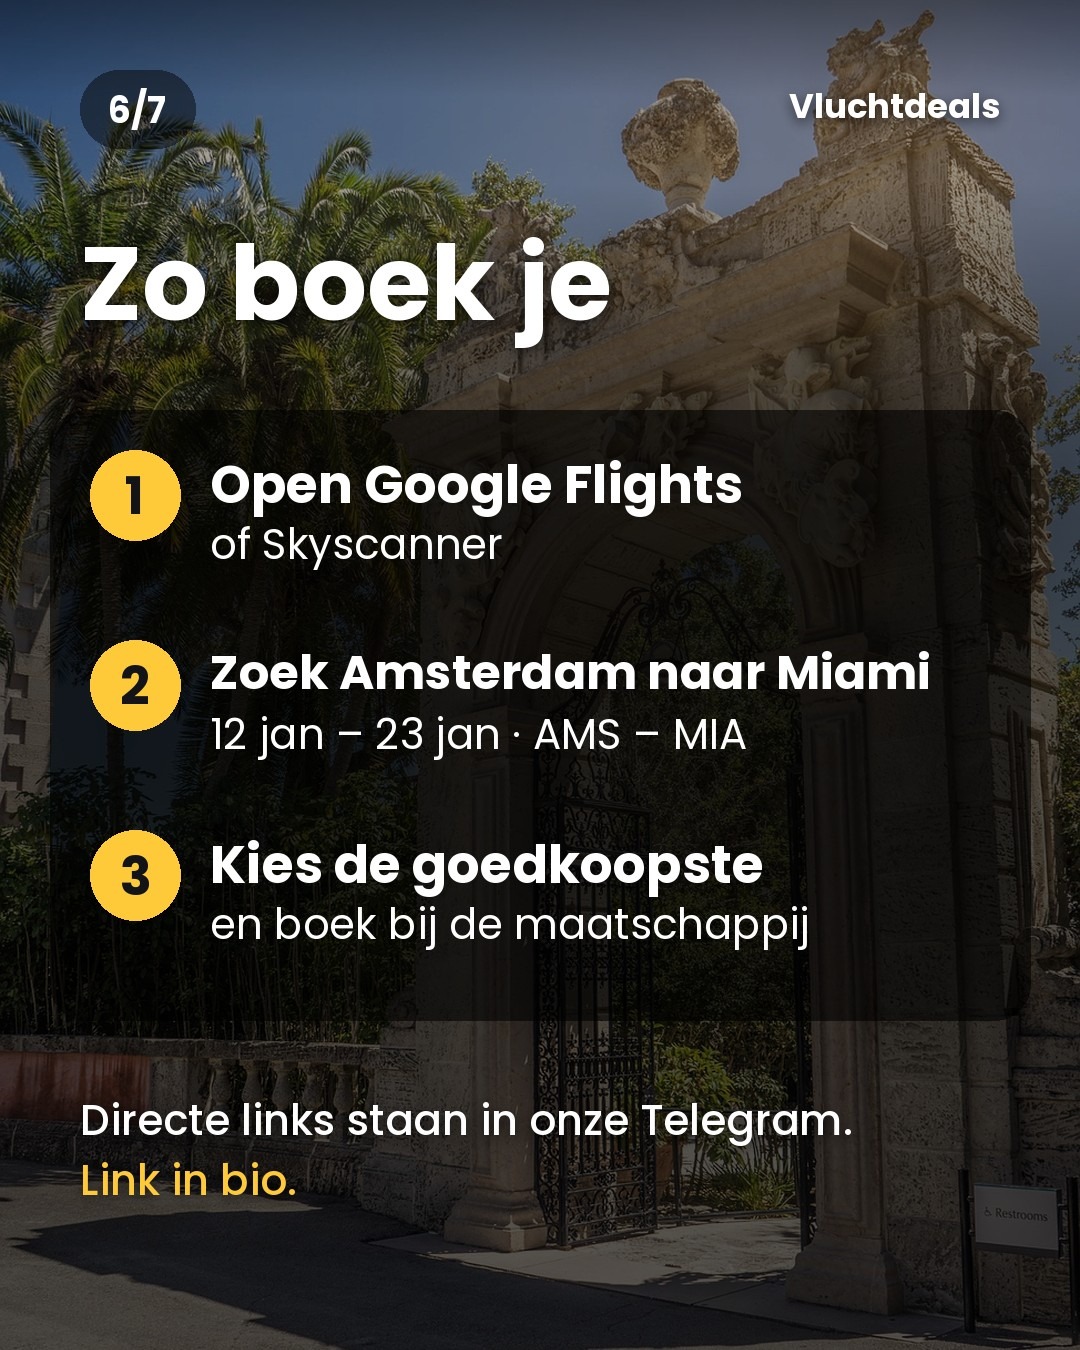 6/7
Vluchtdeals
Zo boek je
1
Open Google Flights
of Skyscanner
2
Zoek Amsterdam naar Miami
12 jan – 23 jan · AMS – MIA
3
Kies de goedkoopste
en boek bij de maatschappij
Directe links staan in onze Telegram.
Link in bio.
Restrooms